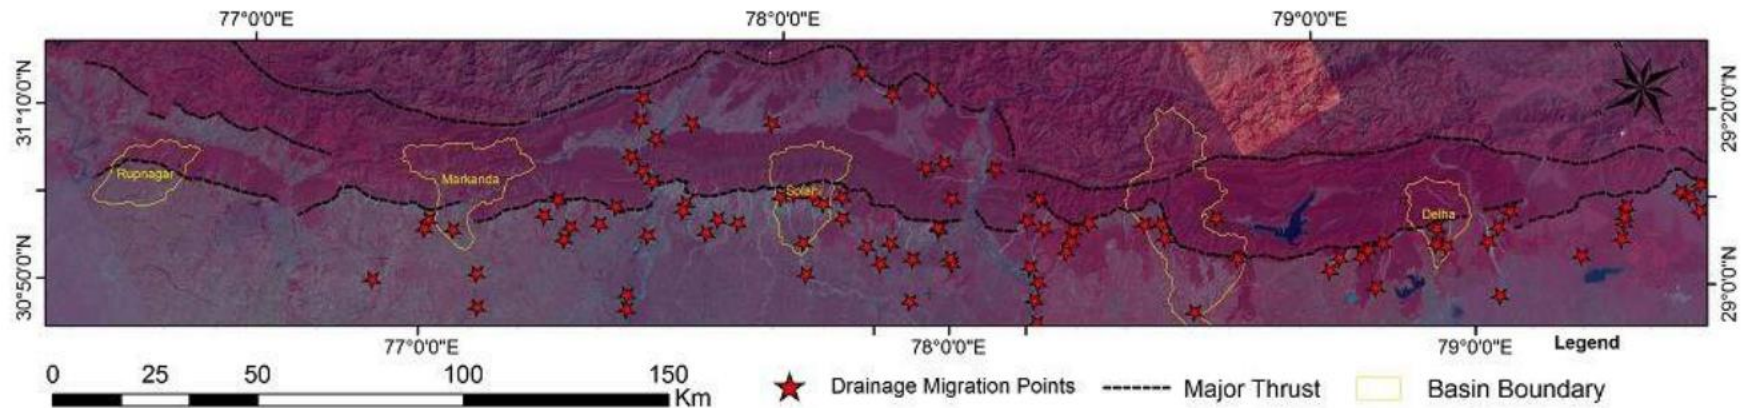 77°0'0"E 78°0'0"E 79°0'0"E
31°10'0"N
29°20'0"N
Rupnagar
Markanda
Solani
Delha
30°50'0"N
29°0'0"N
77°0'0"E 78°0'0"E 79°0'0"E
Legend
0 25 50 100 150
Km
Drainage Migration Points
Major Thrust
Basin Boundary